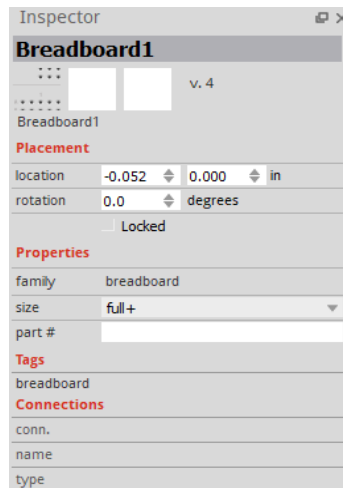 Inspector
Breadboard1
v. 4
Breadboard1
Placement
location -0.052 0.000 in
rotation 0.0 degrees
Locked
Properties
family breadboard
size full+
part #
Tags
breadboard
Connections
conn.
name
type